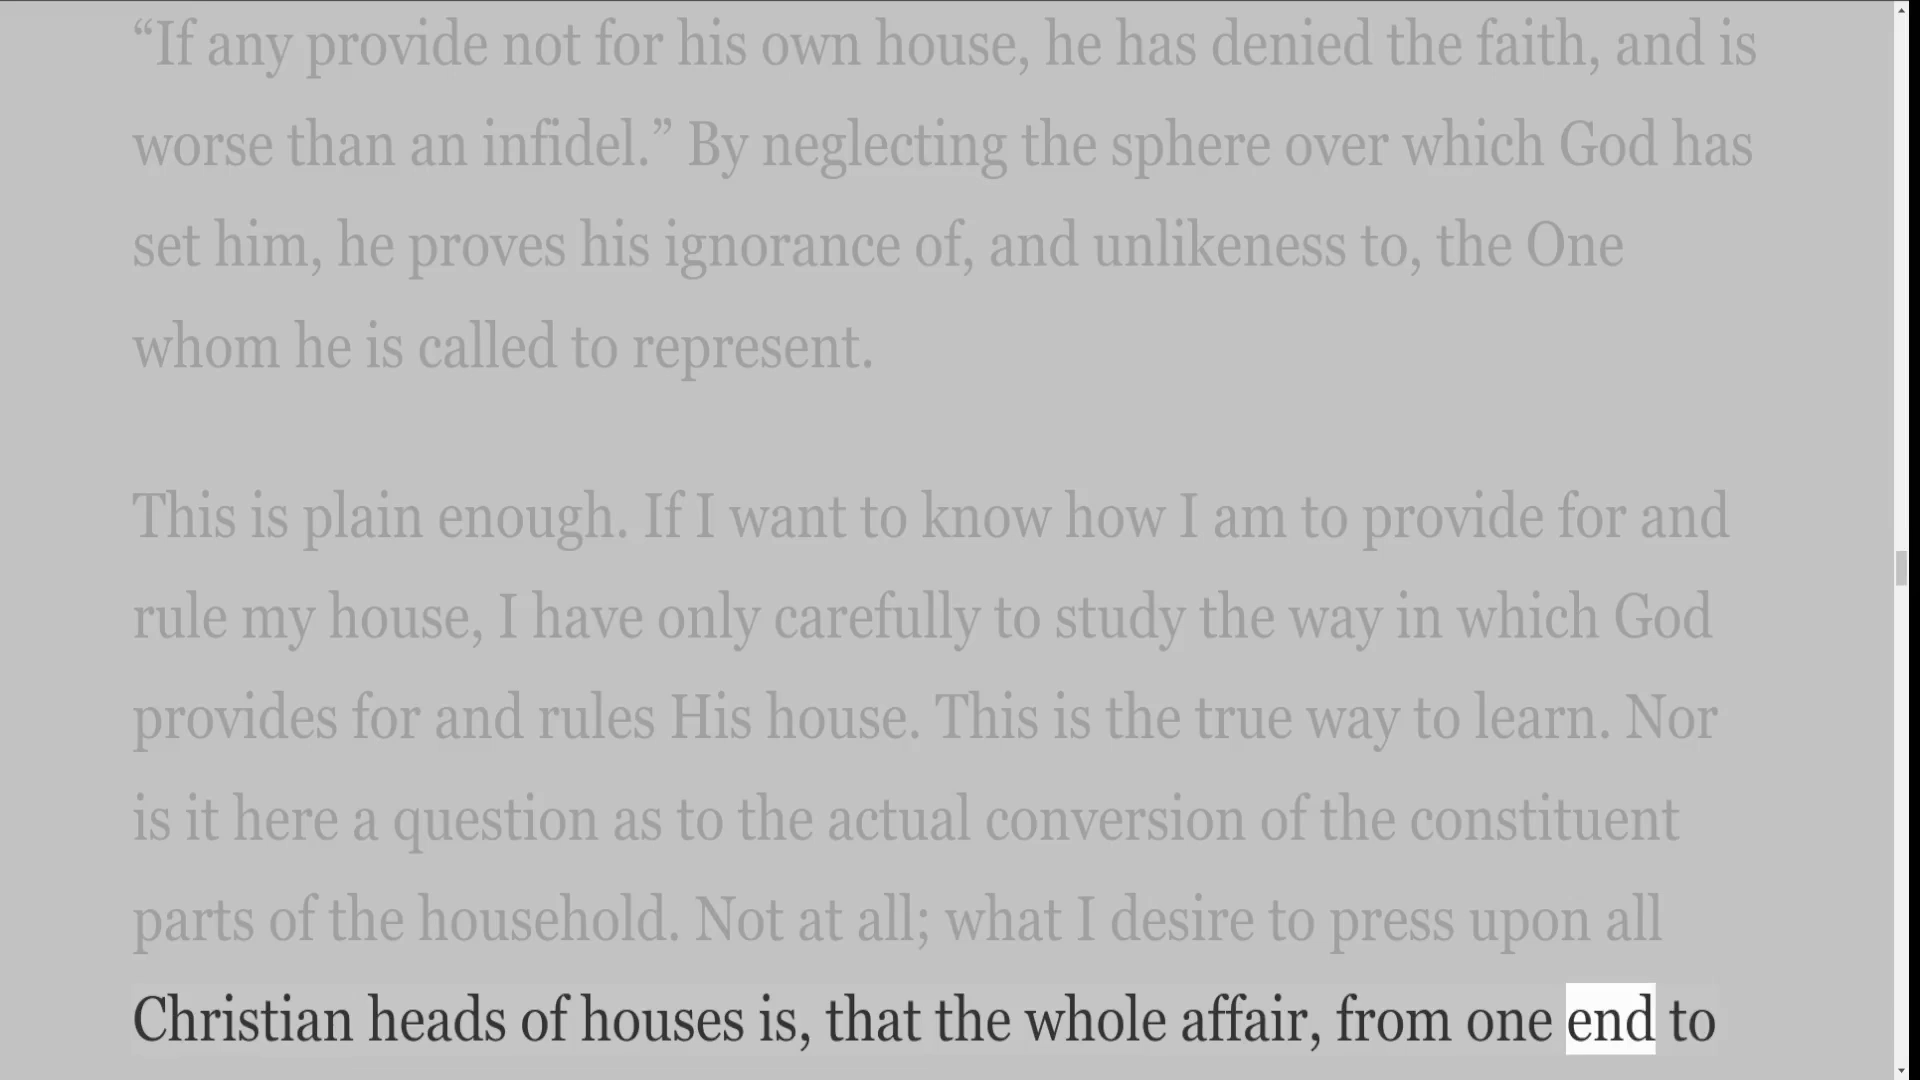 “If any provide not for his own house, he has denied the faith, and is
worse than an infidel.” By neglecting the sphere over which God has
set him, he proves his ignorance of, and unlikeness to, the One
whom he is called to represent.
This is plain enough. If I want to know how I am to provide for and
rule my house, I have only carefully to study the way in which God
provides for and rules His house. This is the true way to learn. Nor
is it here a question as to the actual conversion of the constituent
parts of the household. Not at all; what I desire to press upon all
Christian heads of houses is, that the whole affair, from one end to